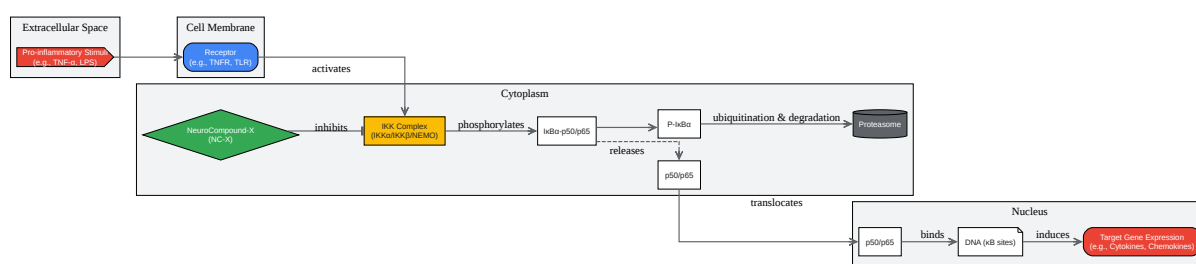 Extracellular Space
Cell Membrane
Pro-inflammatory Stimuli
(e.g., TNF-α, LPS)
Receptor
(e.g., TNFR, TLR)
activates
Cytoplasm
NeuroCompound-X
(NC-X)
inhibits
IKK Complex
(IKKα/IKKβ/NEMO)
phosphorylates
IκBα-p50/p65
P-IκBα
ubiquitination & degradation
Proteasome
releases
p50/p65
translocates
Nucleus
p50/p65
binds
DNA (κB sites)
induces
Target Gene Expression
(e.g., Cytokines, Chemokines)